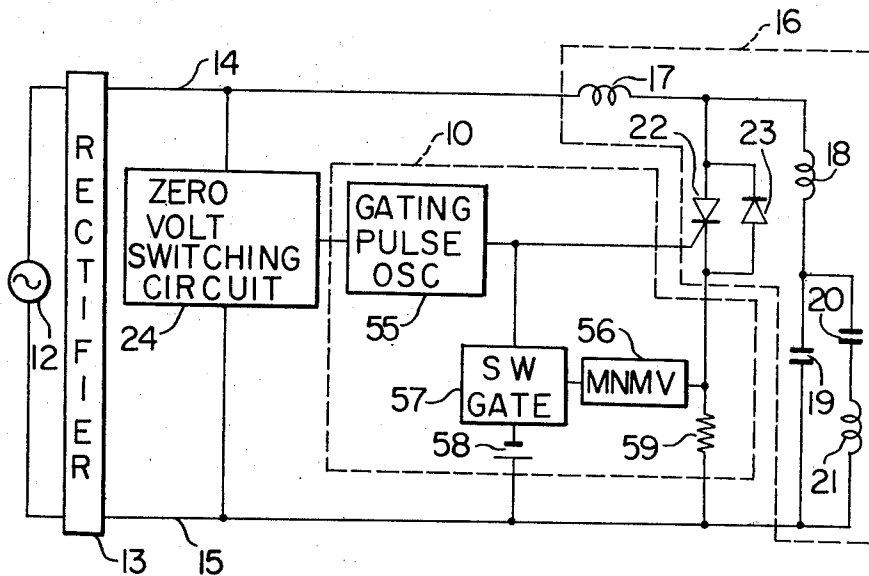 16
14
17
10
22
23
18
RECTIFIER
ZERO
VOLT
SWITCHING
CIRCUIT
GATING
PULSE
OSC
12
24
55
56
20
57
SW
GATE
MNMV
19
58
59
21
13
15